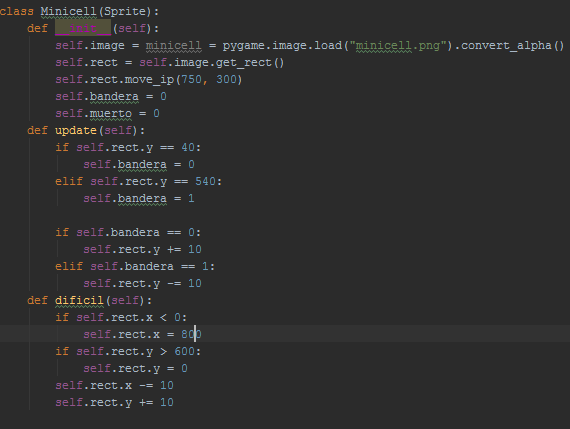 class Minicell(Sprite):
    def __init__(self):
        self.image = minicell = pygame.image.load("minicell.png").convert_alpha()
        self.rect = self.image.get_rect()
        self.rect.move_ip(750, 300)
        self.bandera = 0
        self.muerto = 0
    def update(self):
        if self.rect.y == 40:
            self.bandera = 0
        elif self.rect.y == 540:
            self.bandera = 1

        if self.bandera == 0:
            self.rect.y += 10
        elif self.bandera == 1:
            self.rect.y -= 10
    def dificil(self):
        if self.rect.x < 0:
            self.rect.x = 800
        if self.rect.y > 600:
            self.rect.y = 0
        self.rect.x -= 10
        self.rect.y += 10